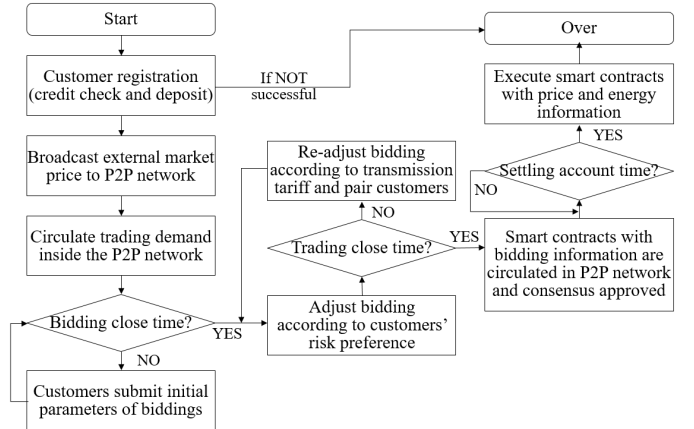 Start
Customer registration
(credit check and deposit)
If NOT
successful
Broadcast external market
price to P2P network
Circulate trading demand
inside the P2P network
Bidding close time?
YES
NO
Customers submit initial
parameters of biddings
Adjust bidding
according to customers’
risk preference
Trading close time?
NO
YES
Re-adjust bidding
according to transmission
tariff and pair customers
Smart contracts with
bidding information are
circulated in P2P network
and consensus approved
Settling account time?
NO
YES
Execute smart contracts
with price and energy
information
Over